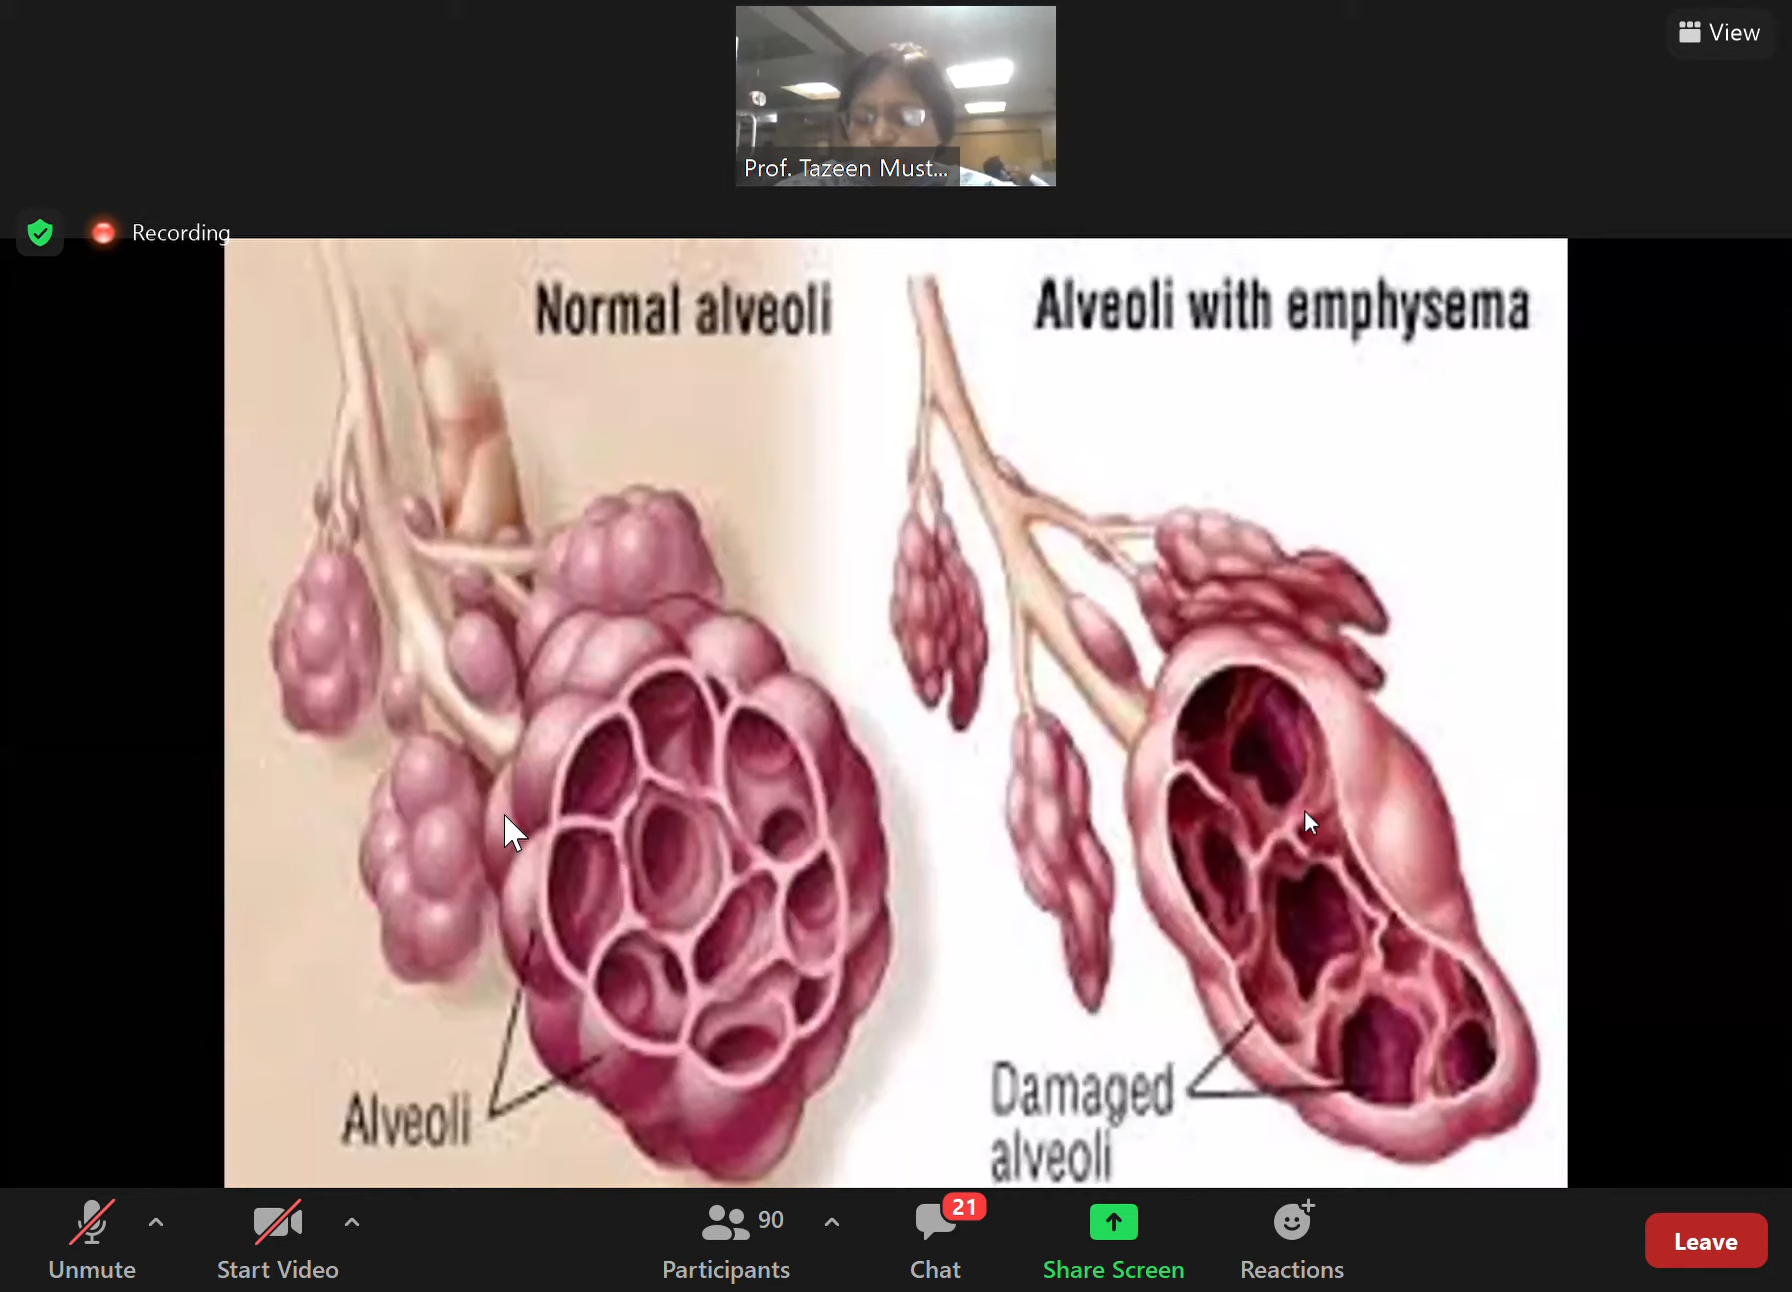 View
Prof. Tazeen Must...
Recording
Normal alveoli
Alveoli with emphysema
Alveoli
Damaged
alveoli
Unmute
Start Video
90
Participants
21
Chat
Share Screen
Reactions
Leave